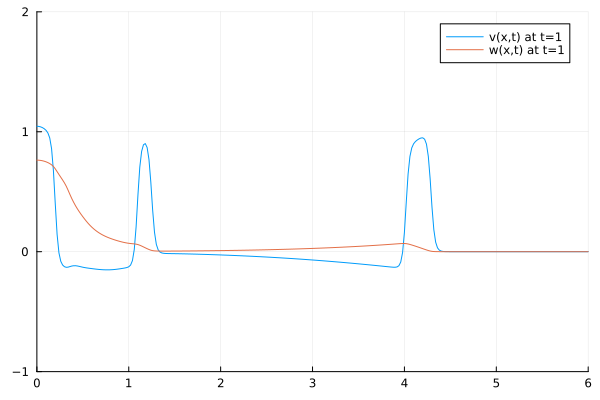 2
v(x,t) at t=1
w(x,t) at t=1
1
0
−1
0 1 2 3 4 5 6